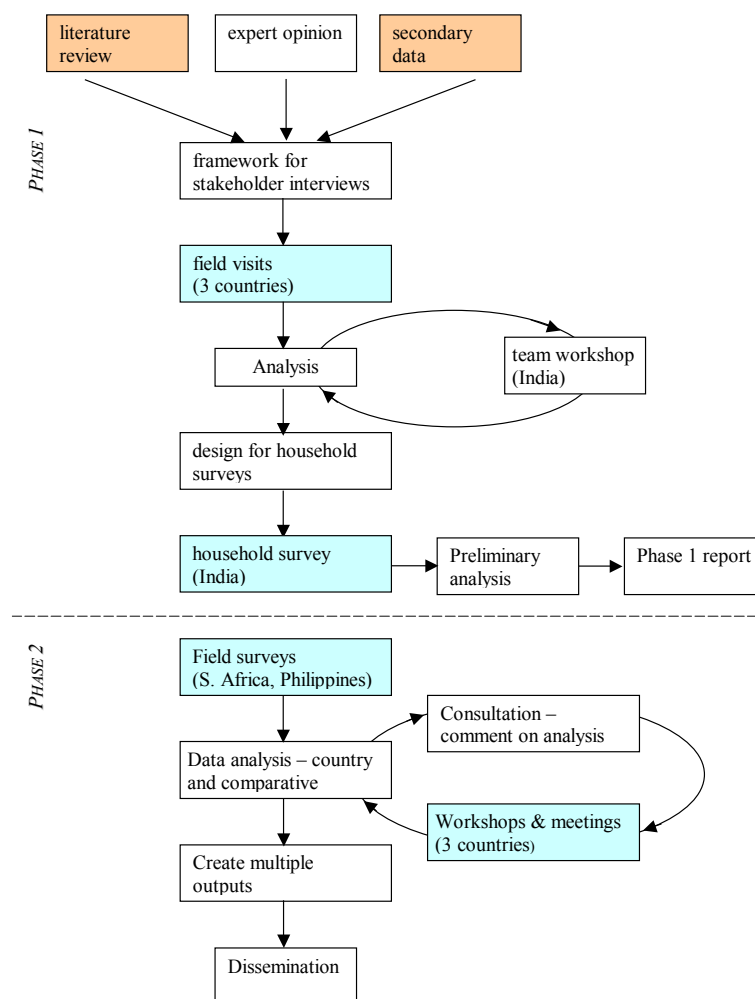 literature
review
expert opinion
secondary
data
PHASE 1
framework for
stakeholder interviews
field visits
(3 countries)
Analysis
team workshop
(India)
design for household
surveys
household survey
(India)
Preliminary
analysis
Phase 1 report
PHASE 2
Field surveys
(S. Africa, Philippines)
Consultation –
comment on analysis
Data analysis – country
and comparative
Workshops & meetings
(3 countries)
Create multiple
outputs
Dissemination